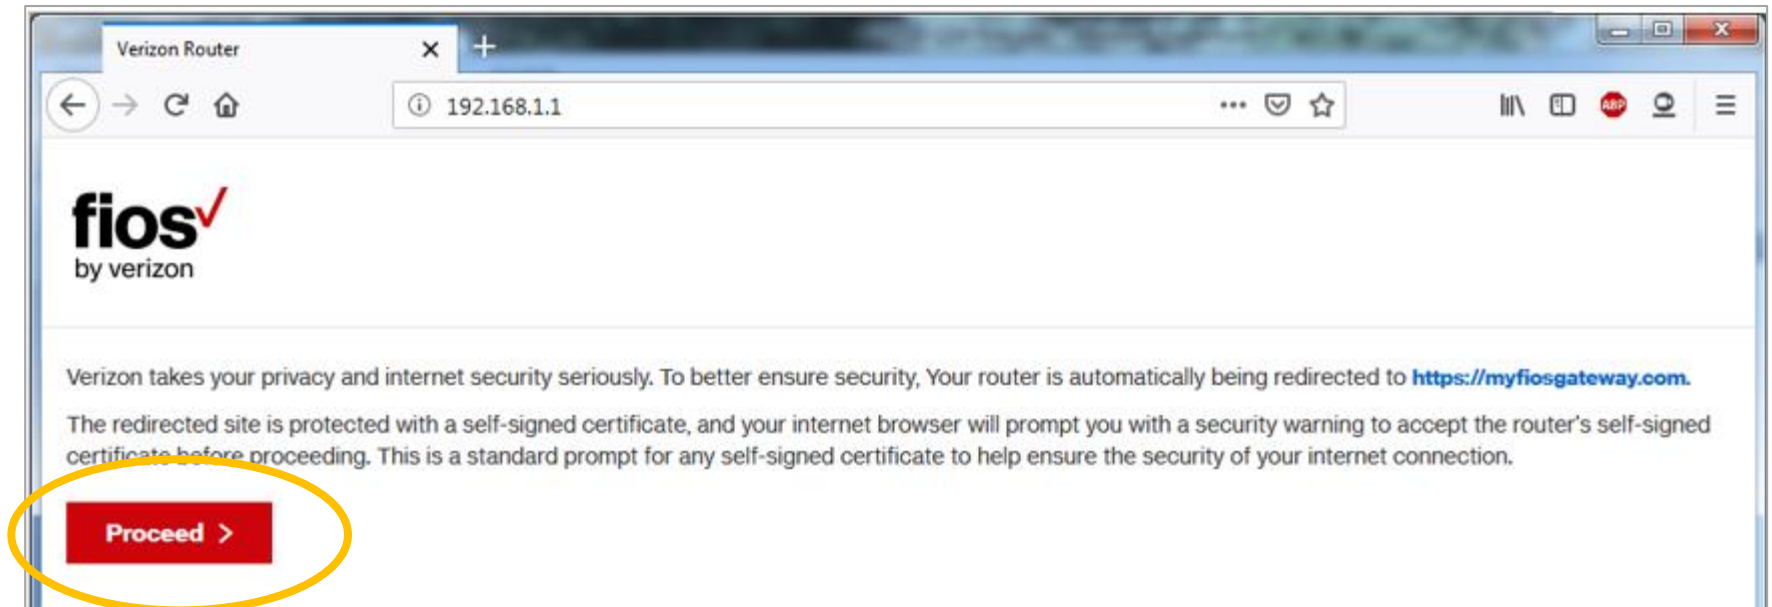 Verizon Router
192.168.1.1
ABP
fios
by verizon
Verizon takes your privacy and internet security seriously. To better ensure security, Your router is automatically being redirected to https://myfiosgateway.com.
The redirected site is protected with a self-signed certificate, and your internet browser will prompt you with a security warning to accept the router's self-signed
certificate before proceeding. This is a standard prompt for any self-signed certificate to help ensure the security of your internet connection.
Proceed >